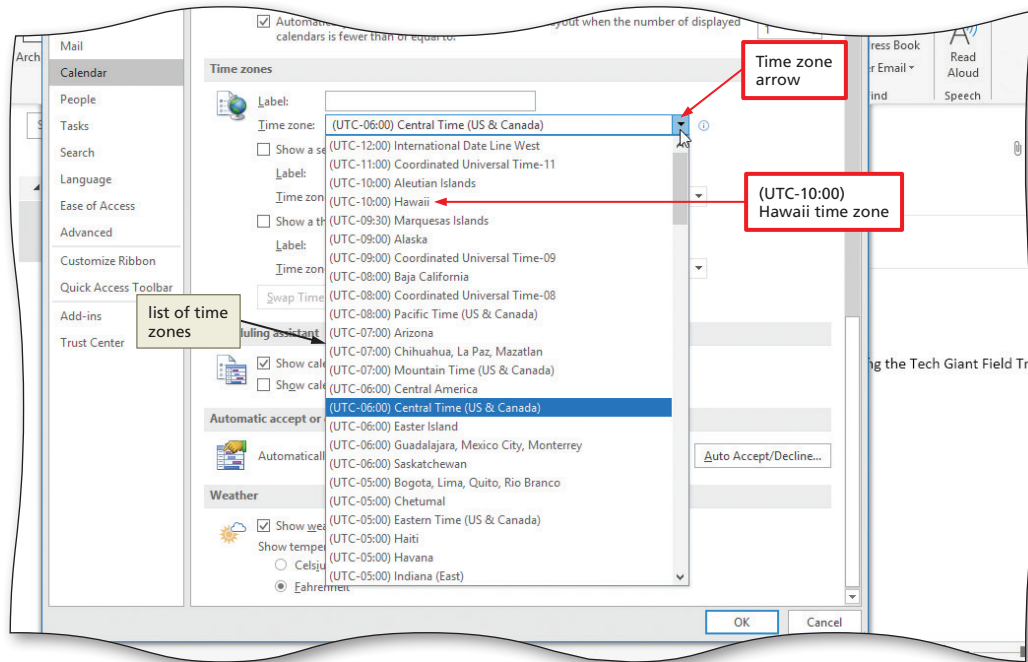 Automatic
yout when the number of displayed
calendars is fewer than or equal to:
1
Mail
Calendar
People
Tasks
Search
Language
Ease of Access
Advanced
Customize Ribbon
Quick Access Toolbar
Add-ins
Trust Center
Arch
Time zones
Label:
Time zone: (UTC-06:00) Central Time (US & Canada)
Show a se
Label:
Time zon
Show a th
Label:
Time zon
Swap Time
(UTC-12:00) International Date Line West
(UTC-11:00) Coordinated Universal Time-11
(UTC-10:00) Aleutian Islands
(UTC-10:00) Hawaii
(UTC-09:30) Marquesas Islands
(UTC-09:00) Alaska
(UTC-09:00) Coordinated Universal Time-09
(UTC-08:00) Baja California
(UTC-08:00) Coordinated Universal Time-08
(UTC-08:00) Pacific Time (US & Canada)
(UTC-07:00) Arizona
(UTC-07:00) Chihuahua, La Paz, Mazatlan
(UTC-07:00) Mountain Time (US & Canada)
(UTC-06:00) Central America
(UTC-06:00) Central Time (US & Canada)
(UTC-06:00) Easter Island
(UTC-06:00) Guadalajara, Mexico City, Monterrey
(UTC-06:00) Saskatchewan
(UTC-05:00) Bogota, Lima, Quito, Rio Branco
(UTC-05:00) Chetumal
(UTC-05:00) Eastern Time (US & Canada)
(UTC-05:00) Haiti
(UTC-05:00) Havana
(UTC-05:00) Indiana (East)
duling assistant
Show cale
Show cale
Automatic accept or
Automaticall
Auto Accept/Decline...
Weather
Show wea
Show temper
Celsiu
Fahrenheit
OK
Cancel
Time zone
arrow
(UTC-10:00)
Hawaii time zone
list of time
zones
ress Book
r Email
ind
Read
Aloud
Speech
ng the Tech Giant Field Tr